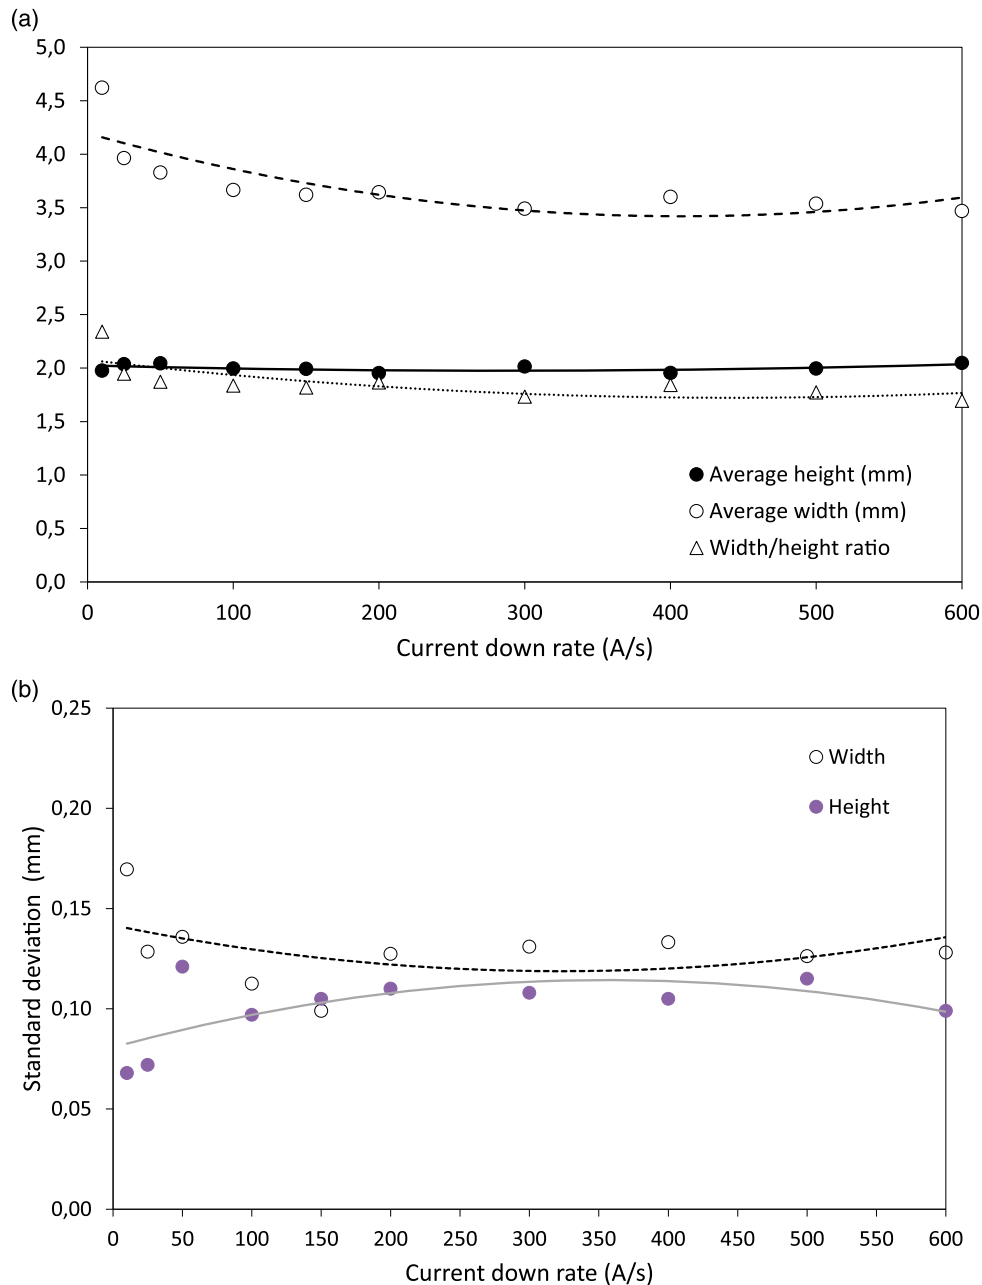 (a)
5,0
4,5
4,0
3,5
3,0
2,5
2,0
1,5
1,0
0,5
0,0
Average height (mm)
Average width (mm)
Width/height ratio
0 100 200 300 400 500 600
Current down rate (A/s)
(b)
0,25
0,20
0,15
0,10
0,05
0,00
Standard deviation (mm)
Width
Height
0 50 100 150 200 250 300 350 400 450 500 550 600
Current down rate (A/s)